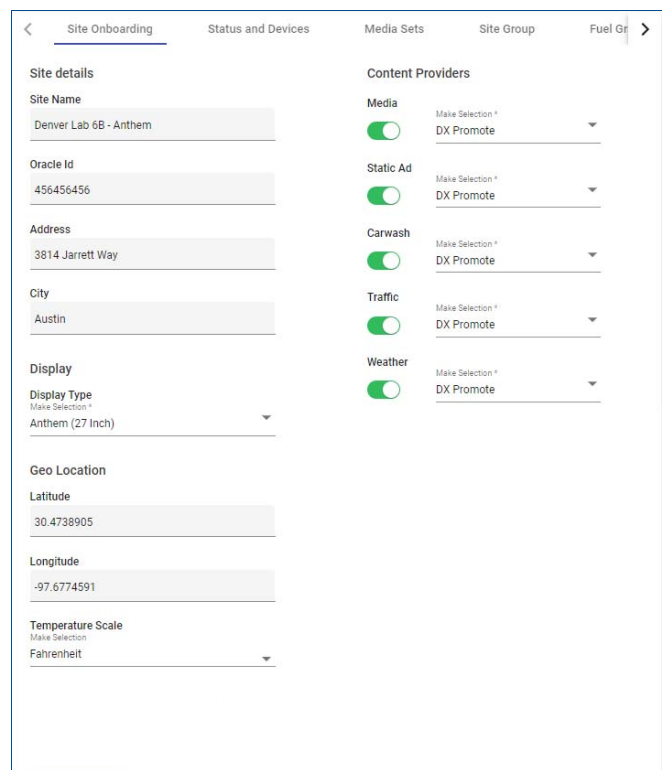 Site Onboarding
Status and Devices
Media Sets
Site Group
Fuel Gr
Site details
Site Name
Denver Lab 6B - Anthem
Oracle Id
456456456
Address
3814 Jarrett Way
City
Austin
Display
Display Type
Make Selection *
Anthem (27 Inch)
Geo Location
Latitude
30.4738905
Longitude
-97.6774591
Temperature Scale
Make Selection
Fahrenheit
Content Providers
Media
Make Selection *
DX Promote
Static Ad
Make Selection *
DX Promote
Carwash
Make Selection *
DX Promote
Traffic
Make Selection *
DX Promote
Weather
Make Selection *
DX Promote